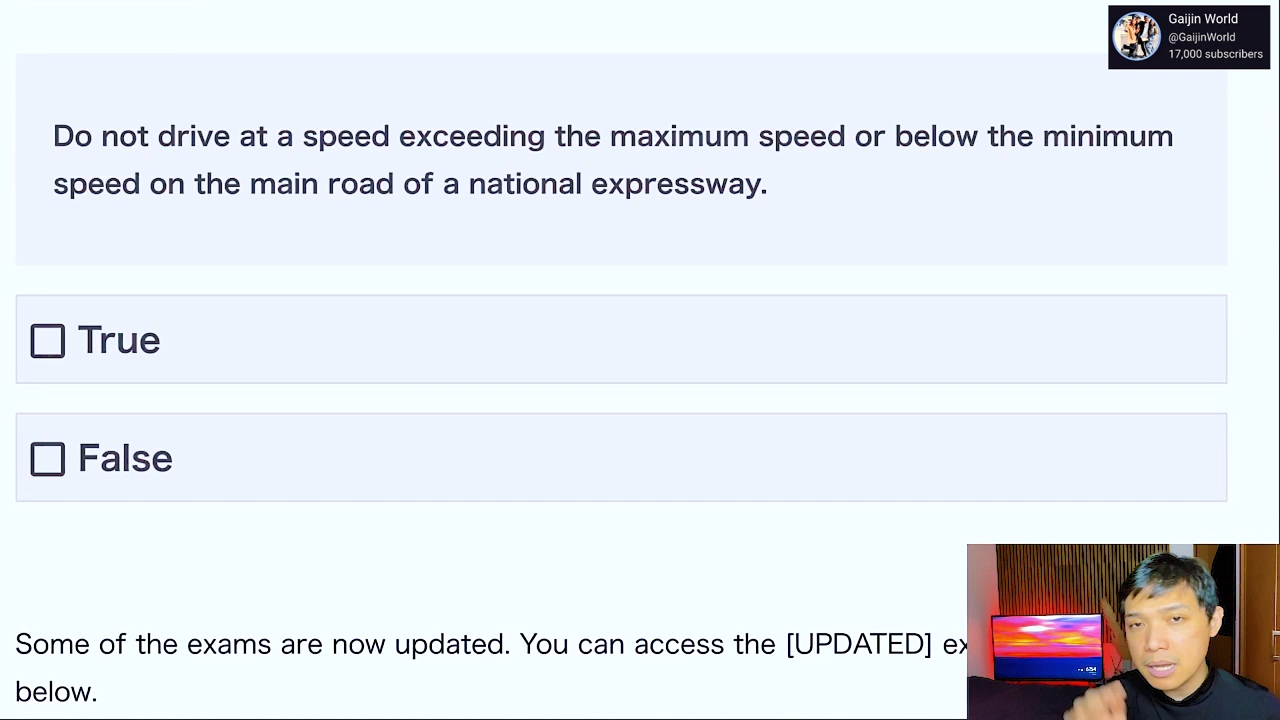 Gaijin World
@GaijinWorld
17,000 subscribers
Do not drive at a speed exceeding the maximum speed or below the minimum
speed on the main road of a national expressway.
True
False
Some of the exams are now updated. You can access the [UPDATED] ex
below.